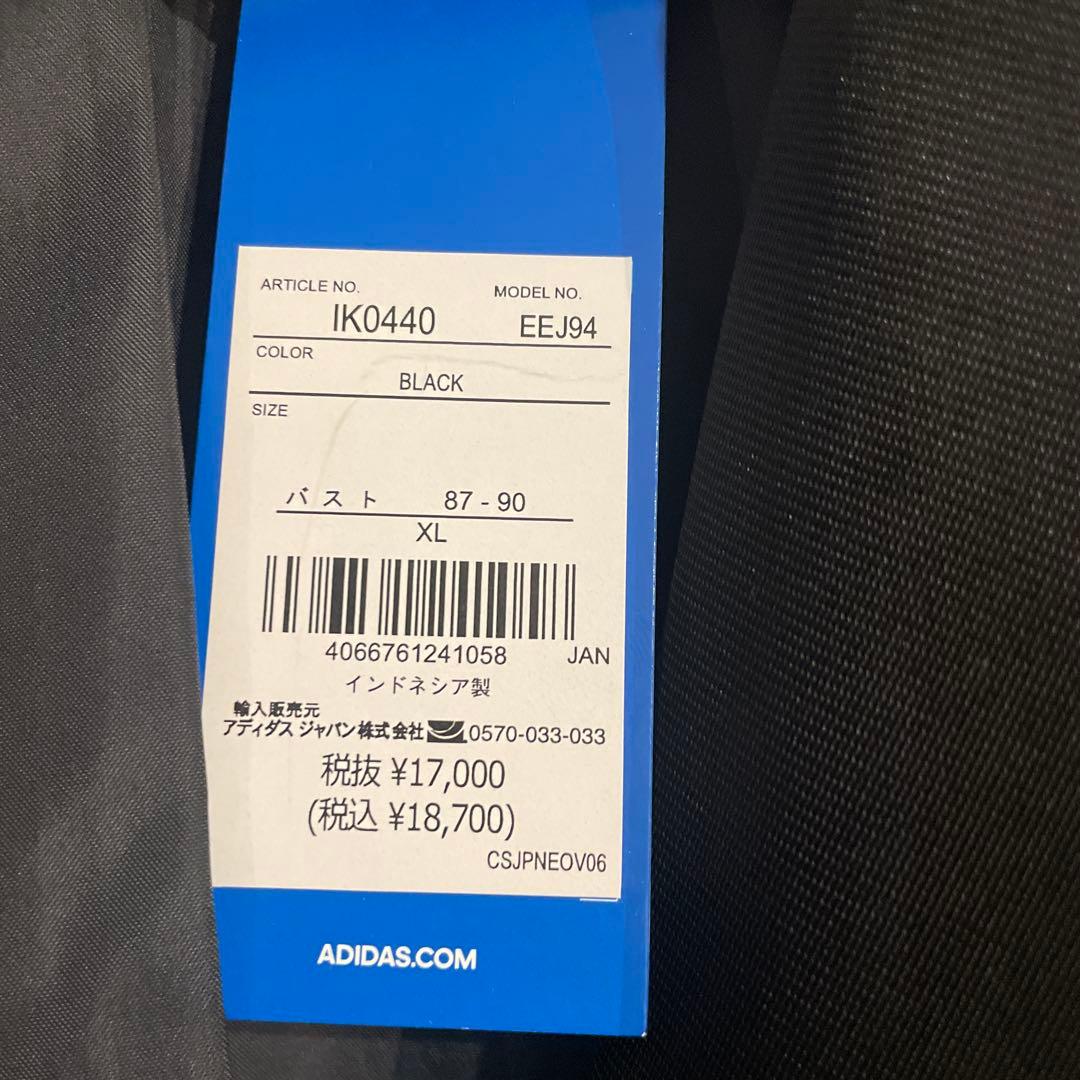 ARTICLE NO. MODEL NO.
IK0440 EEJ94
COLOR
BLACK
SIZE
バスト 87 - 90
XL
4066761241058 JAN
インドネシア製
輸入販売元
アディダス ジャパン株式会社 0570-033-033
税抜 ¥17,000
(税込 ¥18,700)
CSJPNEOV06
ADIDAS.COM